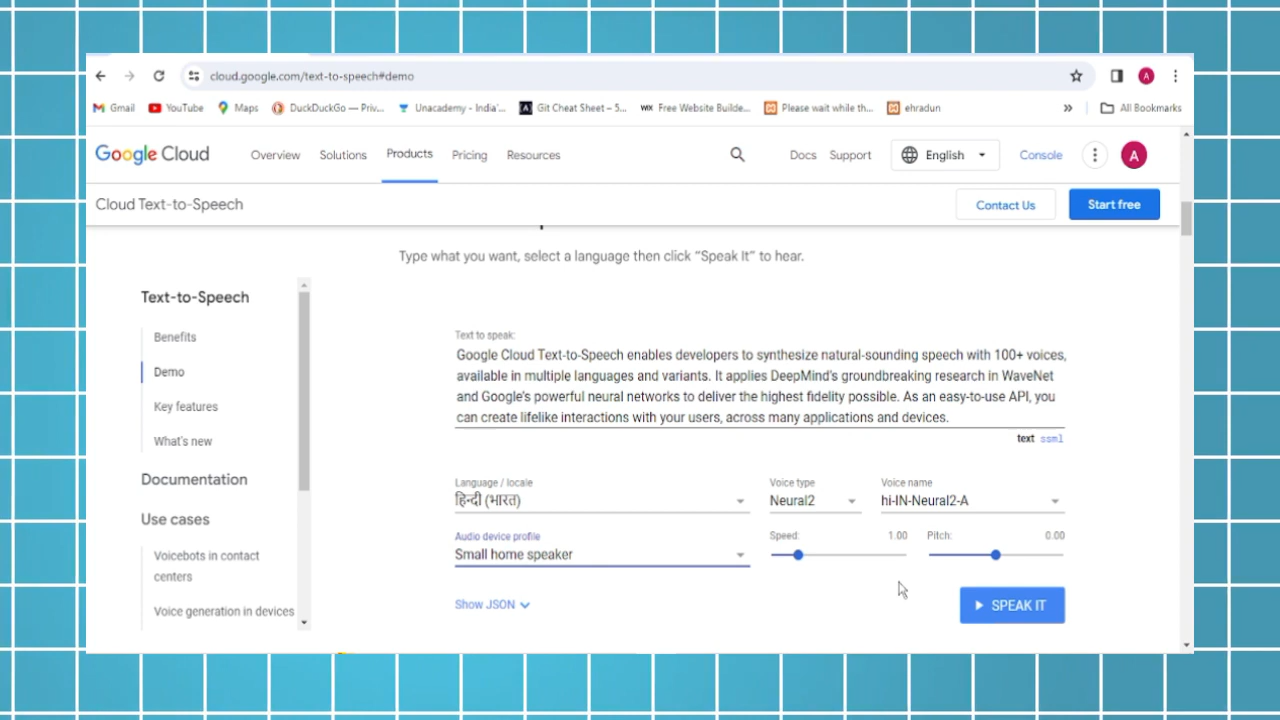 cloud.google.com/text-to-speech#demo
A
Gmail YouTube Maps DuckDuckGo — Priv... Unacademy - India'... Git Cheat Sheet – 5... WIX Free Website Builde... Please wait while th... ehradun » All Bookmarks
Google Cloud Overview Solutions Products Pricing Resources Docs Support English Console A
Cloud Text-to-Speech Contact Us Start free
Type what you want, select a language then click “Speak It” to hear.
Text-to-Speech
Benefits
Demo
Key features
What's new
Documentation
Use cases
Voicebots in contact
centers
Voice generation in devices
Text to speak:
Google Cloud Text-to-Speech enables developers to synthesize natural-sounding speech with 100+ voices,
available in multiple languages and variants. It applies DeepMind's groundbreaking research in WaveNet
and Google's powerful neural networks to deliver the highest fidelity possible. As an easy-to-use API, you
can create lifelike interactions with your users, across many applications and devices.
text ssml
Language / locale Voice type Voice name
हिन्दी (भारत) Neural2 hi-IN-Neural2-A
Audio device profile Speed: 1.00 Pitch: 0.00
Small home speaker
Show JSON SPEAK IT